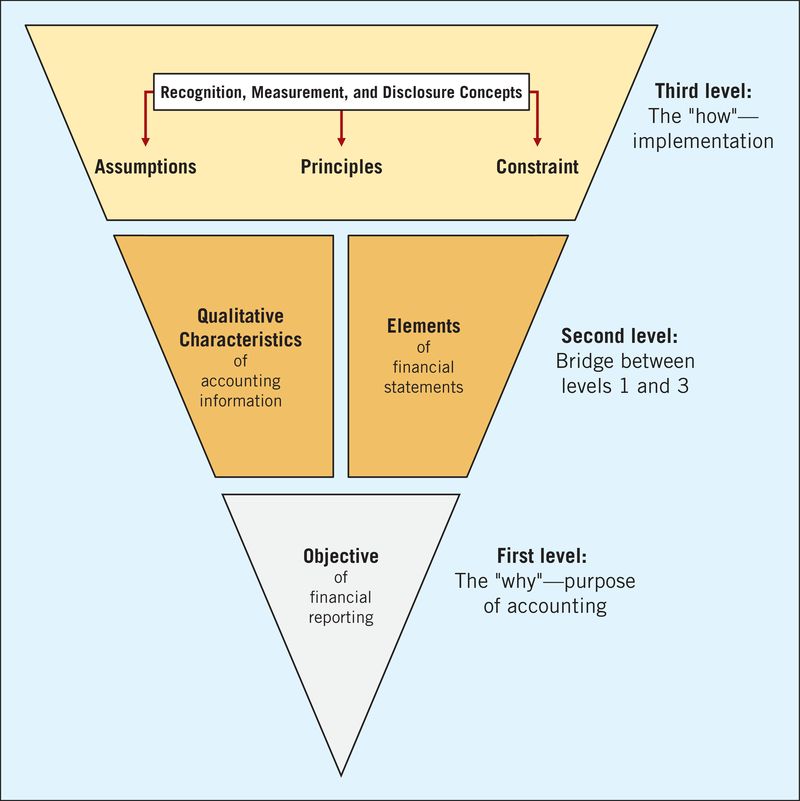 Recognition, Measurement, and Disclosure Concepts
Assumptions
Principles
Constraint
Third level:
The "how"—
implementation
Qualitative
Characteristics
of
accounting
information
Elements
of
financial
statements
Second level:
Bridge between
levels 1 and 3
Objective
of
financial
reporting
First level:
The "why"—purpose
of accounting